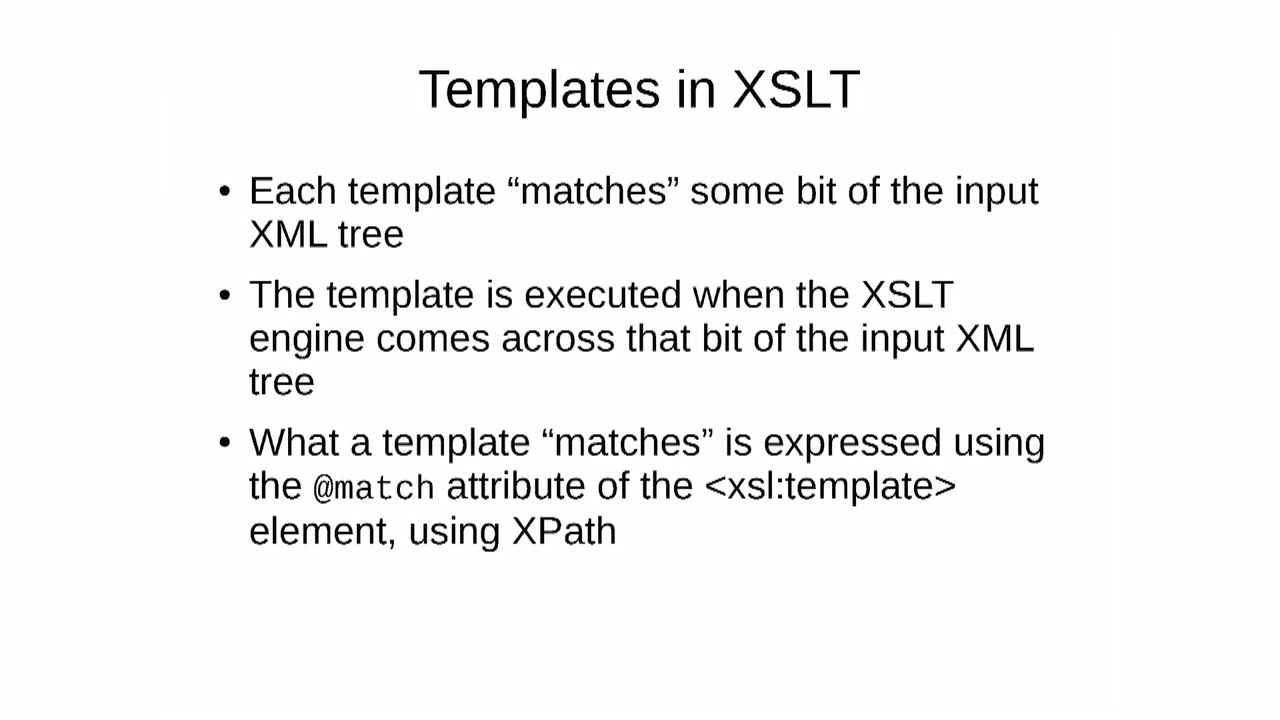 Templates in XSLT
• Each template “matches” some bit of the input
XML tree
• The template is executed when the XSLT
engine comes across that bit of the input XML
tree
• What a template “matches” is expressed using
the @match attribute of the <xsl:template>
element, using XPath